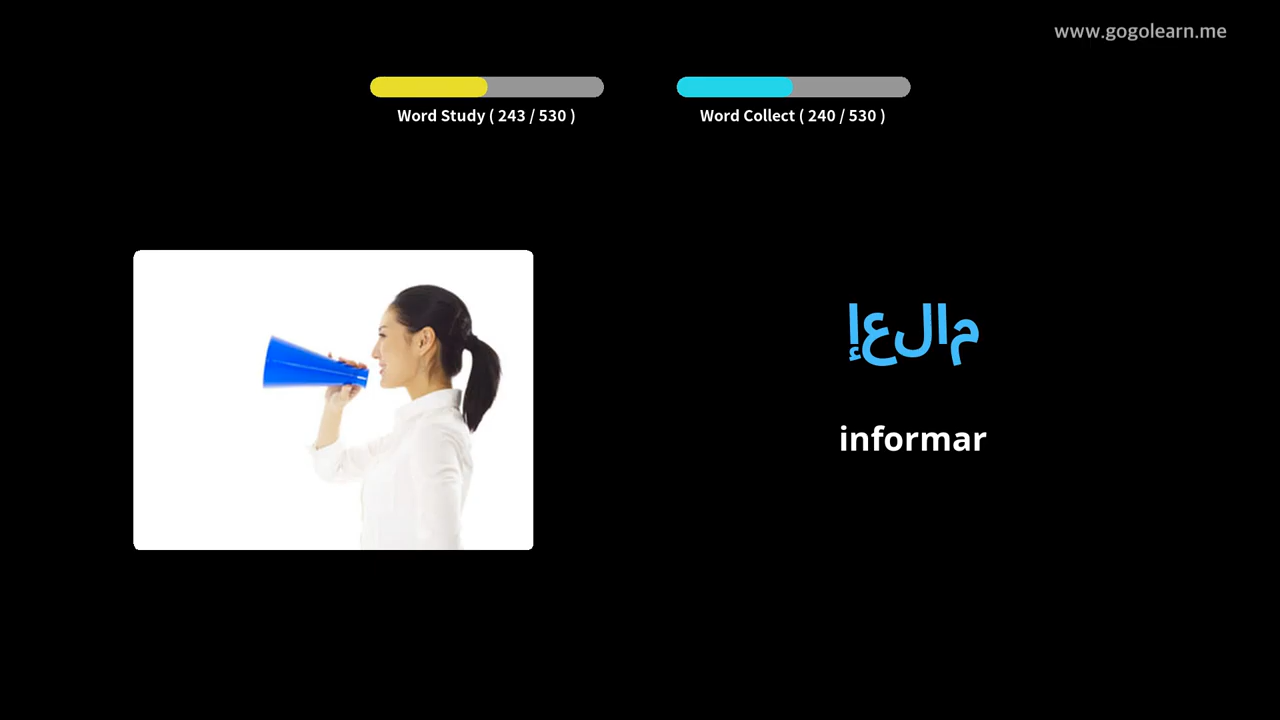 www.gogolearn.me
Word Study ( 243 / 530 )
Word Collect ( 240 / 530 )
إعلام
informar